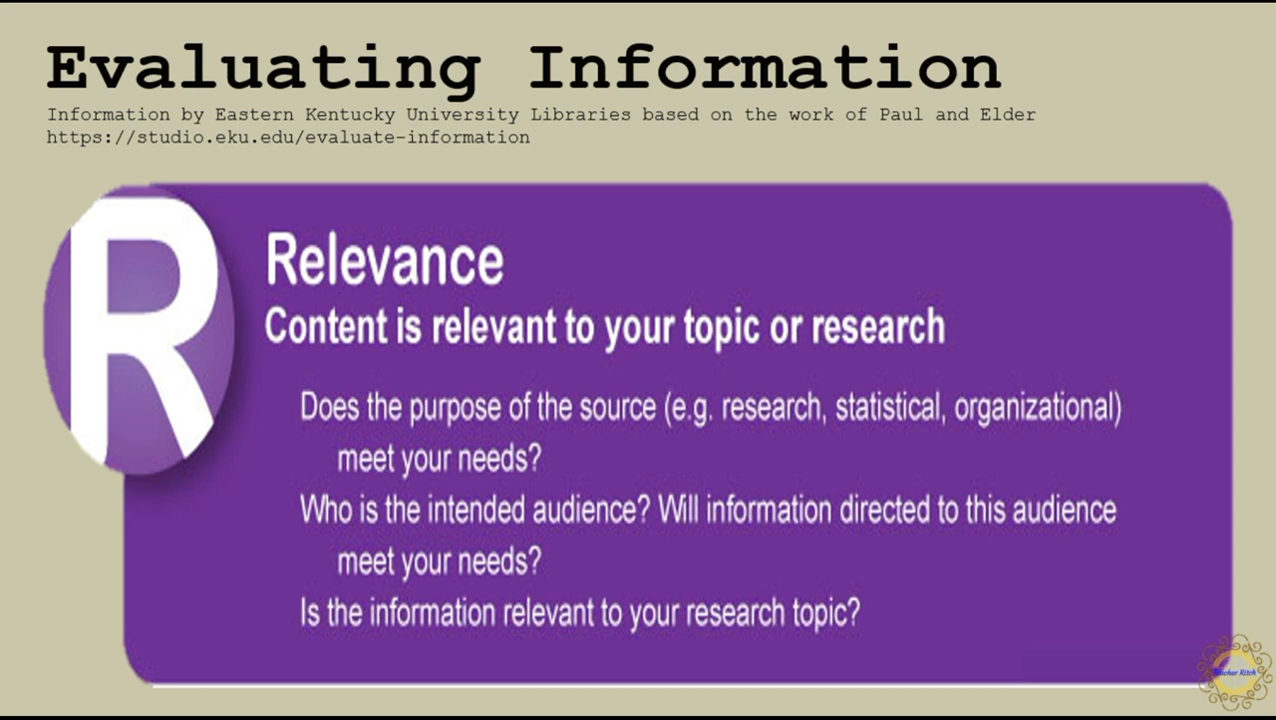 Evaluating Information
Information by Eastern Kentucky University Libraries based on the work of Paul and Elder
https://studio.eku.edu/evaluate-information
R
Relevance
Content is relevant to your topic or research
Does the purpose of the source (e.g. research, statistical, organizational)
meet your needs?
Who is the intended audience? Will information directed to this audience
meet your needs?
Is the information relevant to your research topic?
Teacher Ritch